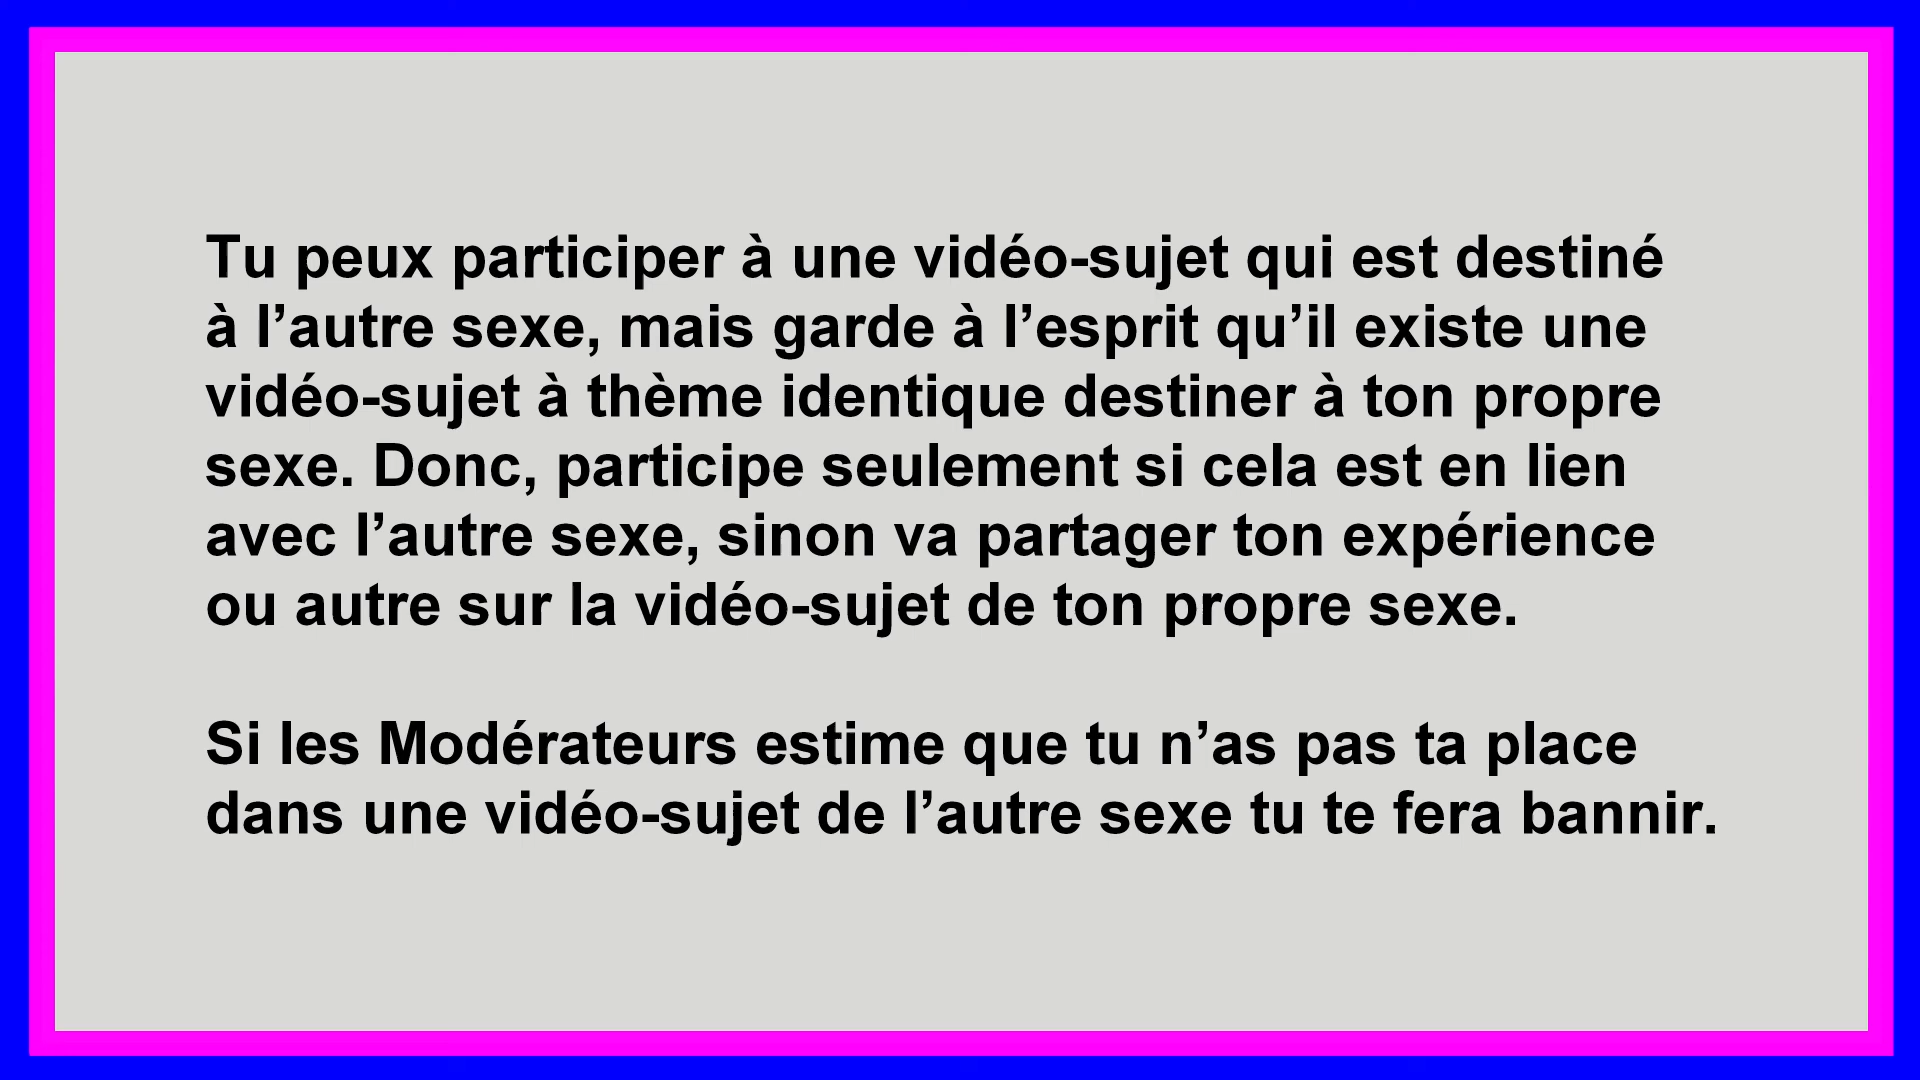 Tu peux participer à une vidéo-sujet qui est destiné
à l’autre sexe, mais garde à l’esprit qu’il existe une
vidéo-sujet à thème identique destiner à ton propre
sexe. Donc, participe seulement si cela est en lien
avec l’autre sexe, sinon va partager ton expérience
ou autre sur la vidéo-sujet de ton propre sexe.
Si les Modérateurs estime que tu n’as pas ta place
dans une vidéo-sujet de l’autre sexe tu te fera bannir.